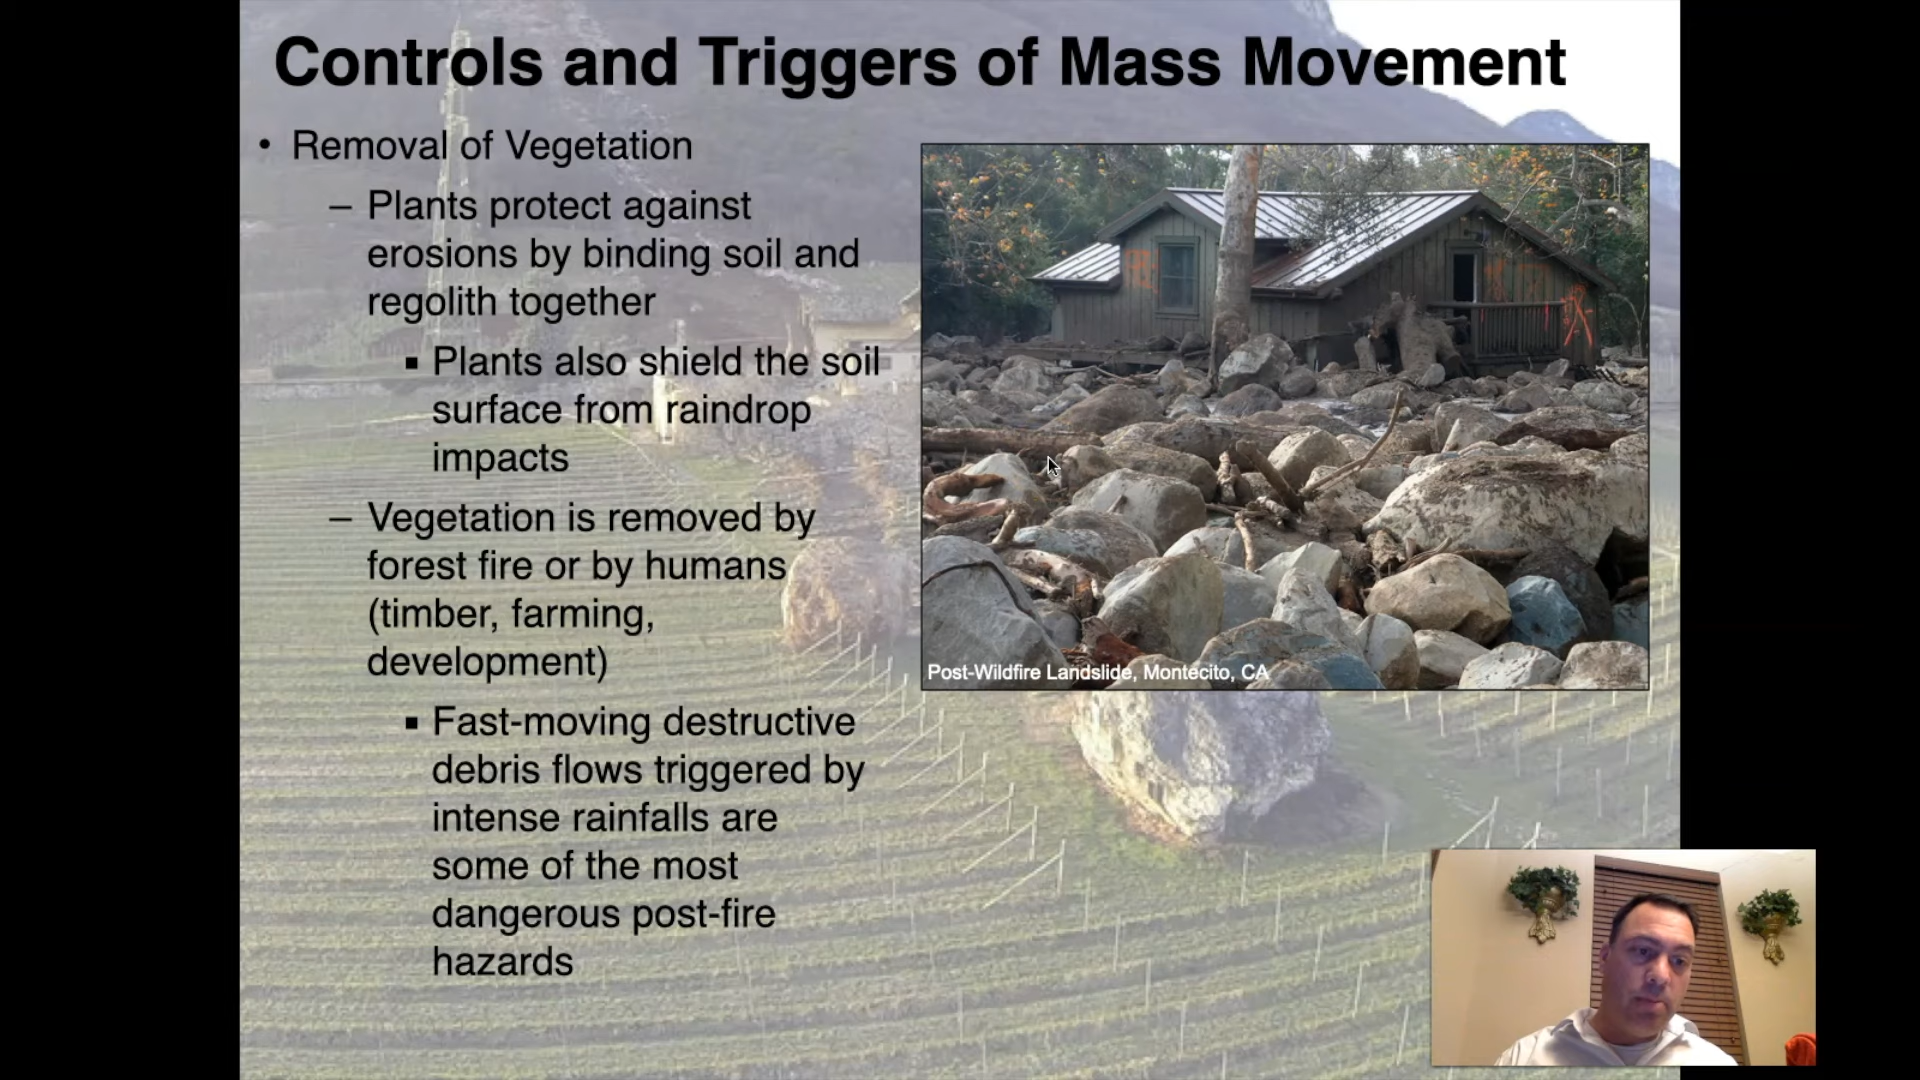 Controls and Triggers of Mass Movement
• Removal of Vegetation
– Plants protect against
erosions by binding soil and
regolith together
▪ Plants also shield the soil
surface from raindrop
impacts
– Vegetation is removed by
forest fire or by humans
(timber, farming,
development)
▪ Fast-moving destructive
debris flows triggered by
intense rainfalls are
some of the most
dangerous post-fire
hazards
Post-Wildfire Landslide, Montecito, CA